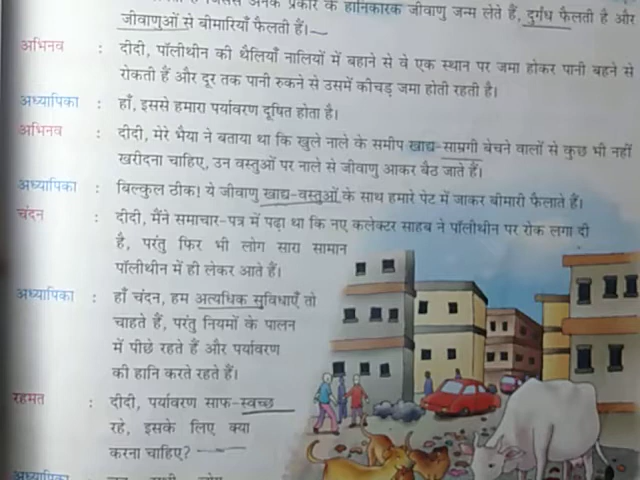 जिससे अनेक प्रकार के हानिकारक जीवाणु जन्म लेते हैं, दुर्गंध फैलती है और
जीवाणुओं से बीमारियाँ फैलती हैं।
अभिनव : दीदी, पॉलीथीन की थैलियाँ नालियों में बहाने से वे एक स्थान पर जमा होकर पानी बहने से
रोकती हैं और दूर तक पानी रुकने से उसमें कीचड़ जमा होती रहती है।
अध्यापिका : हाँ, इससे हमारा पर्यावरण दूषित होता है।
अभिनव : दीदी, मेरे भैया ने बताया था कि खुले नाले के समीप खाद्य-सामग्री बेचने वालों से कुछ भी नहीं
खरीदना चाहिए, उन वस्तुओं पर नाले से जीवाणु आकर बैठ जाते हैं।
अध्यापिका : बिल्कुल ठीक! ये जीवाणु खाद्य-वस्तुओं के साथ हमारे पेट में जाकर बीमारी फैलाते हैं।
चंदन : दीदी, मैंने समाचार-पत्र में पढ़ा था कि नए कलेक्टर साहब ने पॉलीथीन पर रोक लगा दी
है, परंतु फिर भी लोग सारा सामान
पॉलीथीन में ही लेकर आते हैं।
अध्यापिका : हाँ चंदन, हम अत्यधिक सुविधाएँ तो
चाहते हैं, परंतु नियमों के पालन
में पीछे रहते हैं और पर्यावरण
की हानि करते रहते हैं।
रहमत : दीदी, पर्यावरण साफ-स्वच्छ
रहे, इसके लिए क्या
करना चाहिए?